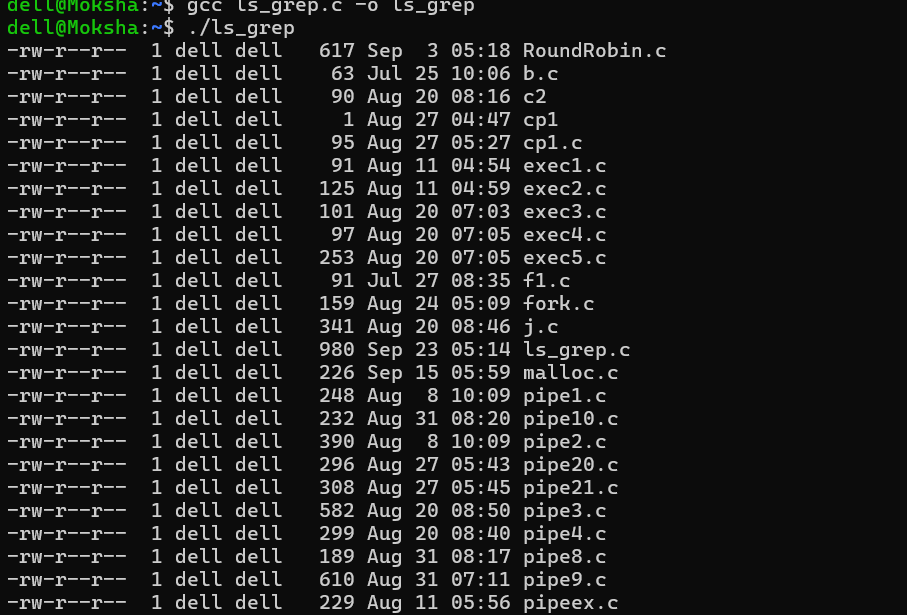 dell@Moksha:~$ gcc ls_grep.c -o ls_grep
dell@Moksha:~$ ./ls_grep
-rw-r--r--  1 dell dell   617 Sep  3 05:18 RoundRobin.c
-rw-r--r--  1 dell dell    63 Jul 25 10:06 b.c
-rw-r--r--  1 dell dell    90 Aug 20 08:16 c2
-rw-r--r--  1 dell dell     1 Aug 27 04:47 cp1
-rw-r--r--  1 dell dell    95 Aug 27 05:27 cp1.c
-rw-r--r--  1 dell dell    91 Aug 11 04:54 exec1.c
-rw-r--r--  1 dell dell   125 Aug 11 04:59 exec2.c
-rw-r--r--  1 dell dell   101 Aug 20 07:03 exec3.c
-rw-r--r--  1 dell dell    97 Aug 20 07:05 exec4.c
-rw-r--r--  1 dell dell   253 Aug 20 07:05 exec5.c
-rw-r--r--  1 dell dell    91 Jul 27 08:35 f1.c
-rw-r--r--  1 dell dell   159 Aug 24 05:09 fork.c
-rw-r--r--  1 dell dell   341 Aug 20 08:46 j.c
-rw-r--r--  1 dell dell   980 Sep 23 05:14 ls_grep.c
-rw-r--r--  1 dell dell   226 Sep 15 05:59 malloc.c
-rw-r--r--  1 dell dell   248 Aug  8 10:09 pipe1.c
-rw-r--r--  1 dell dell   232 Aug 31 08:20 pipe10.c
-rw-r--r--  1 dell dell   390 Aug  8 10:09 pipe2.c
-rw-r--r--  1 dell dell   296 Aug 27 05:43 pipe20.c
-rw-r--r--  1 dell dell   308 Aug 27 05:45 pipe21.c
-rw-r--r--  1 dell dell   582 Aug 20 08:50 pipe3.c
-rw-r--r--  1 dell dell   299 Aug 20 08:40 pipe4.c
-rw-r--r--  1 dell dell   189 Aug 31 08:17 pipe8.c
-rw-r--r--  1 dell dell   610 Aug 31 07:11 pipe9.c
-rw-r--r--  1 dell dell   229 Aug 11 05:56 pipeex.c